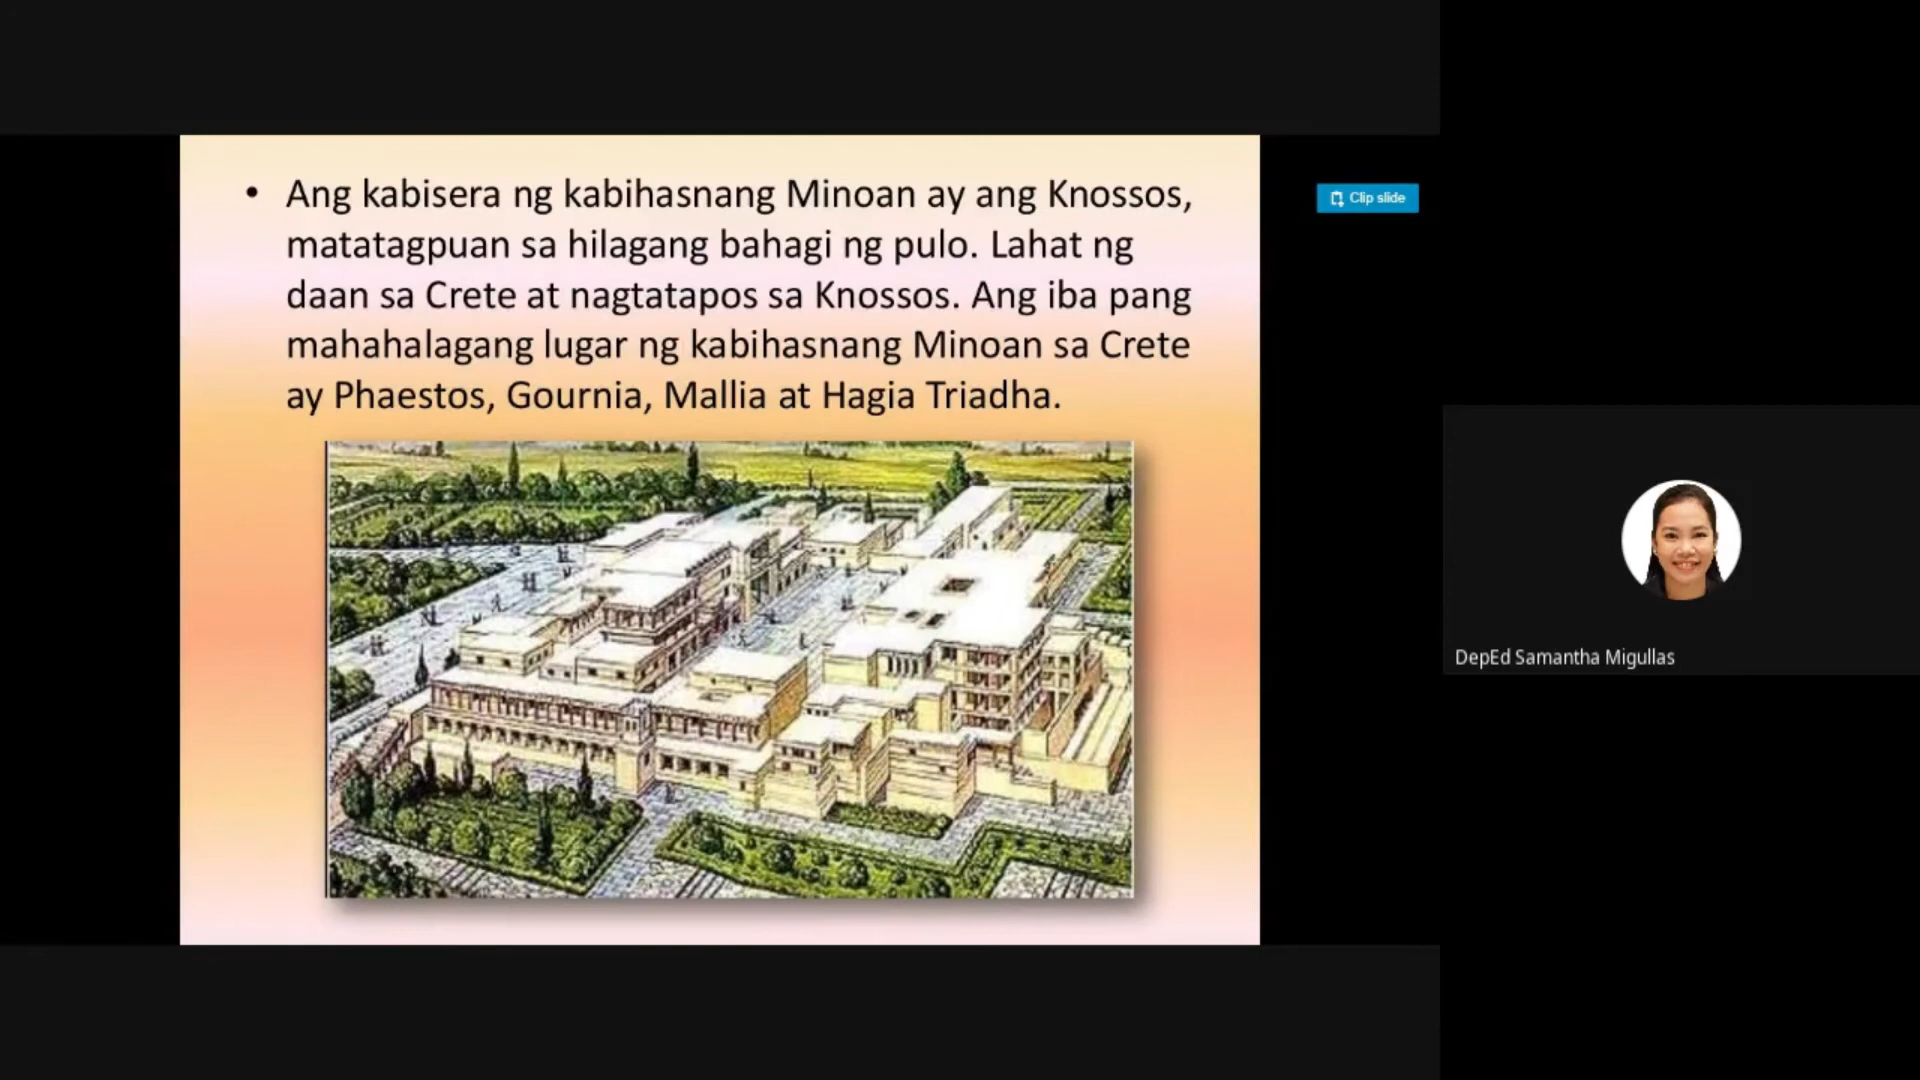 • Ang kabisera ng kabihasnang Minoan ay ang Knossos,
matatagpuan sa hilagang bahagi ng pulo. Lahat ng
daan sa Crete at nagtatapos sa Knossos. Ang iba pang
mahahalagang lugar ng kabihasnang Minoan sa Crete
ay Phaestos, Gournia, Mallia at Hagia Triadha.
Clip slide
DepEd Samantha Migullas